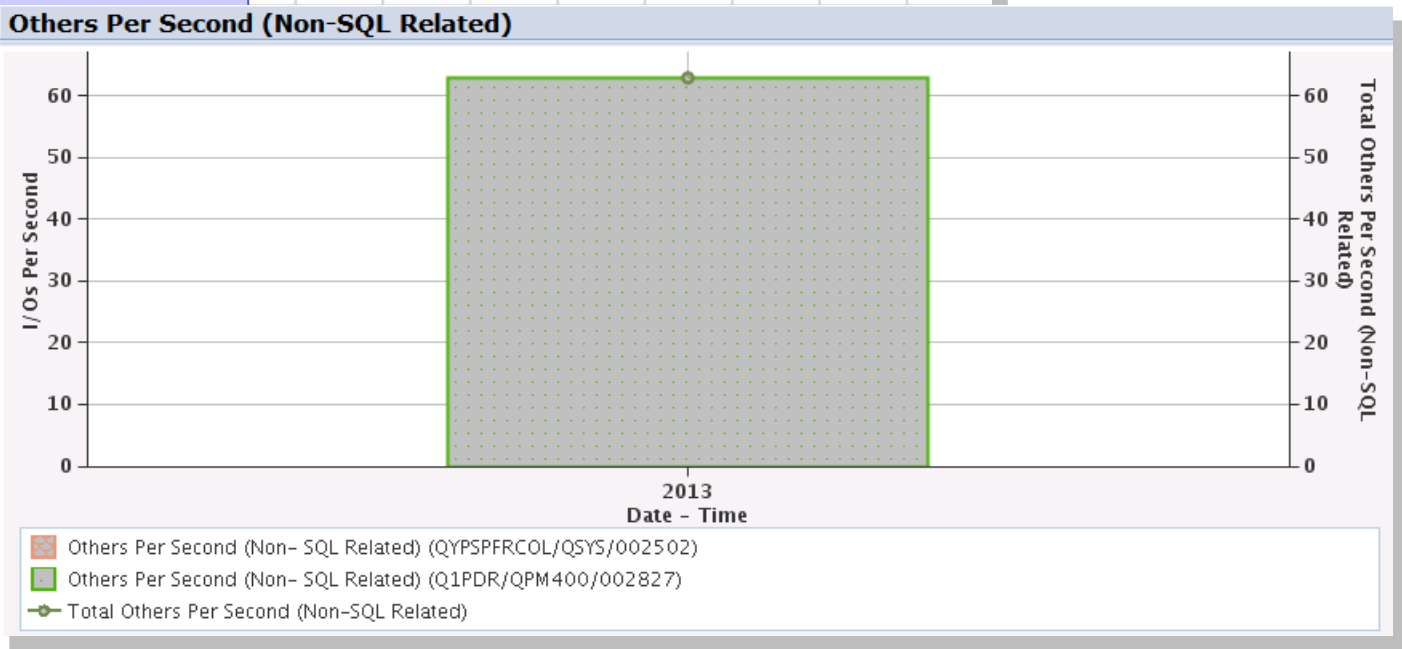 Others Per Second (Non-SQL Related)
60
50
40
30
20
10
0
I/Os Per Second
60
50
40
30
20
10
0
Total Others Per Second (Non-SQL
Related)
2013
Date - Time
Others Per Second (Non- SQL Related) (QYPSPFRCOL/QSYS/002502)
Others Per Second (Non- SQL Related) (Q1PDR/QPM400/002827)
Total Others Per Second (Non-SQL Related)